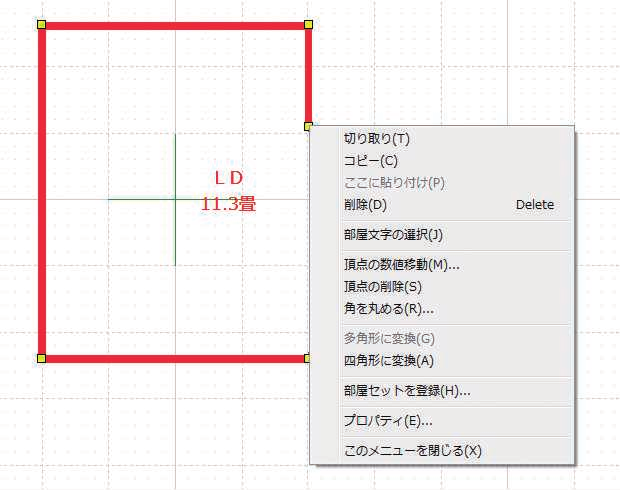 ＬＤ
11.3畳
切り取り(T)
コピー(C)
ここに貼り付け(P)
削除(D) Delete
部屋文字の選択(J)
頂点の数値移動(M)...
頂点の削除(S)
角を丸める(R)...
多角形に変換(G)
四角形に変換(A)
部屋セットを登録(H)...
プロパティ(E)...
このメニューを閉じる(X)